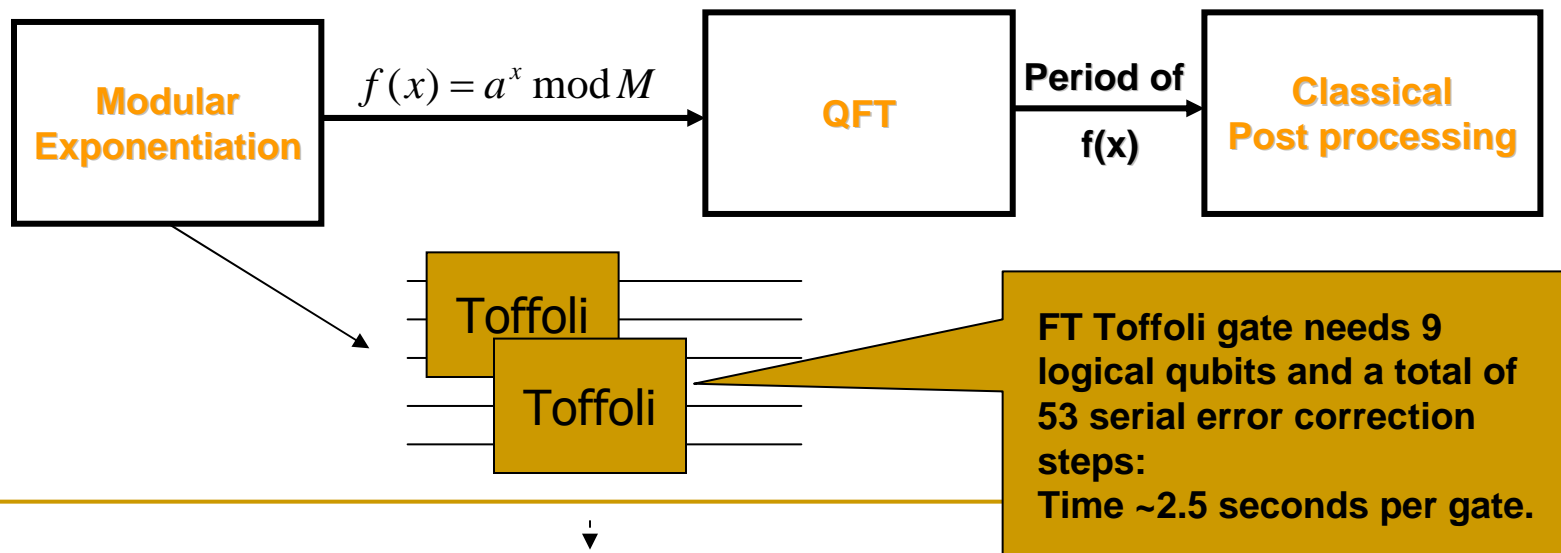 Modular
Exponentiation
f(x) = a^x mod M
QFT
Period of
f(x)
Classical
Post processing
Toffoli
Toffoli
FT Toffoli gate needs 9
logical qubits and a total of
53 serial error correction
steps:
Time ~2.5 seconds per gate.